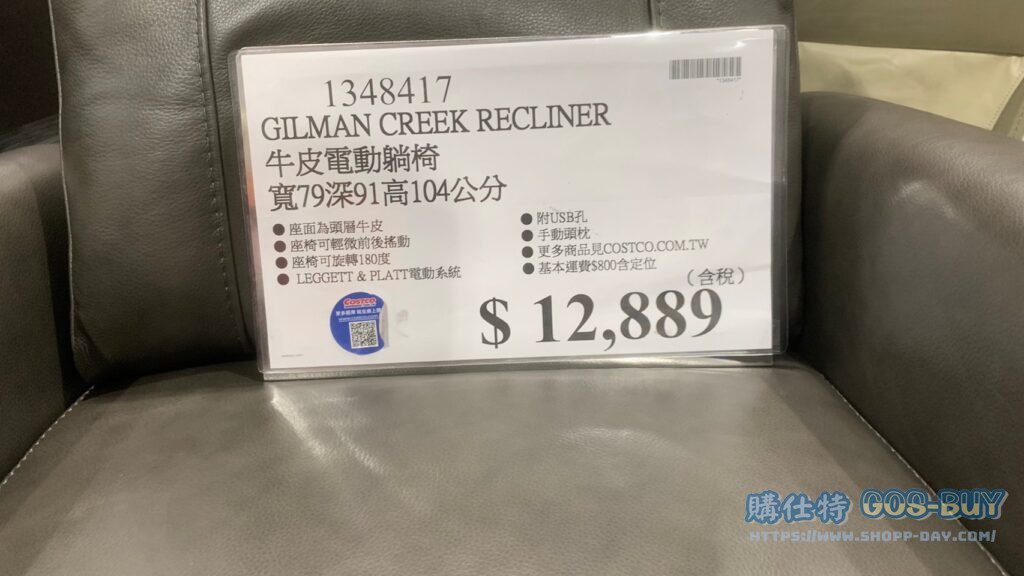 1348417
GILMAN CREEK RECLINER
牛皮電動躺椅
寬79深91高104公分
● 座面為頭層牛皮
● 座椅可輕微前後搖動
● 座椅可旋轉180度
● LEGGETT & PLATT電動系統
● 附USB孔
● 手動頭枕
● 更多商品見COSTCO.COM.TW
● 基本運費$800含定位
(含稅)
$ 12,889
COSTCO
購仕特 GOS-BUY
HTTPS://WWW.SHOPP-DAY.COM/